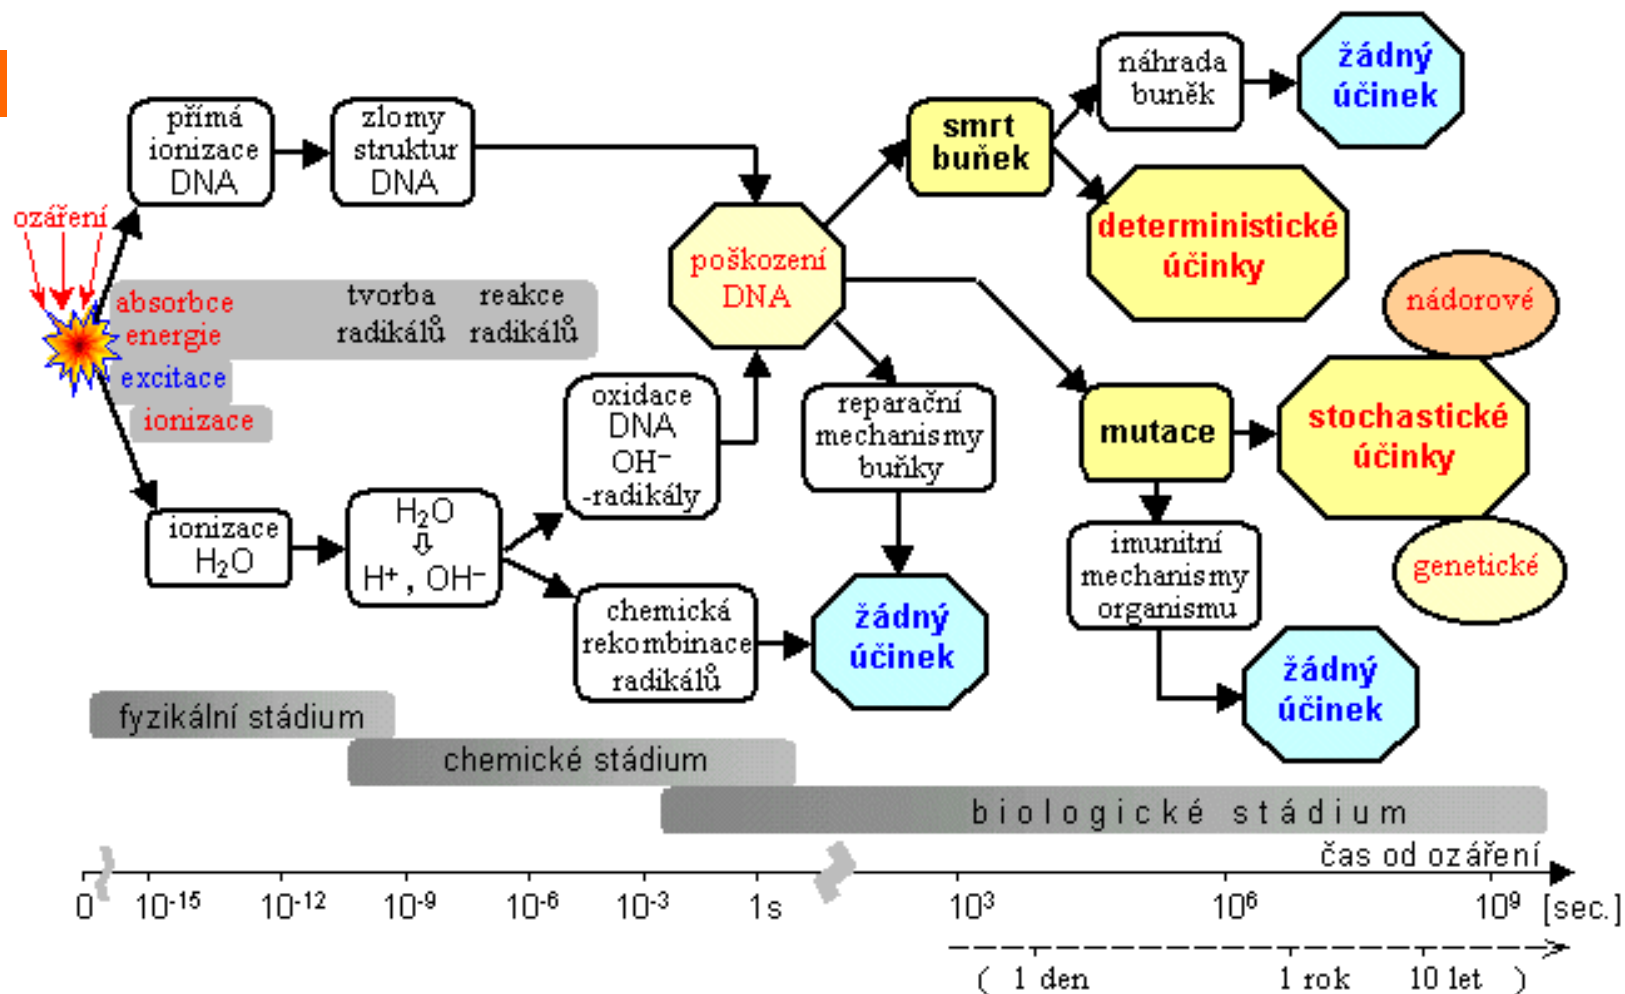 přímá
ionizace
DNA
zlomy
struktur
DNA
smrt
buněk
náhrada
buněk
žádný
účinek
ozáření
deterministické
účinky
poškození
DNA
absorbce
energie
tvorba
radikálů
reakce
radikálů
excitace
ionizace
nádorové
oxidace
DNA
OH⁻
-radikály
reparační
mechanismy
buňky
mutace
stochastické
účinky
ionizace
H₂O
H₂O
⇩
H⁺ , OH⁻
imunitní
mechanismy
organismu
genetické
chemická
rekombinace
radikálů
žádný
účinek
žádný
účinek
fyzikální stádium
chemické stádium
biologické stádium
čas od ozáření
0 10⁻¹⁵ 10⁻¹² 10⁻⁹ 10⁻⁶ 10⁻³ 1s 10³ 10⁶ 10⁹ [sec.]
( 1 den 1 rok 10 let )